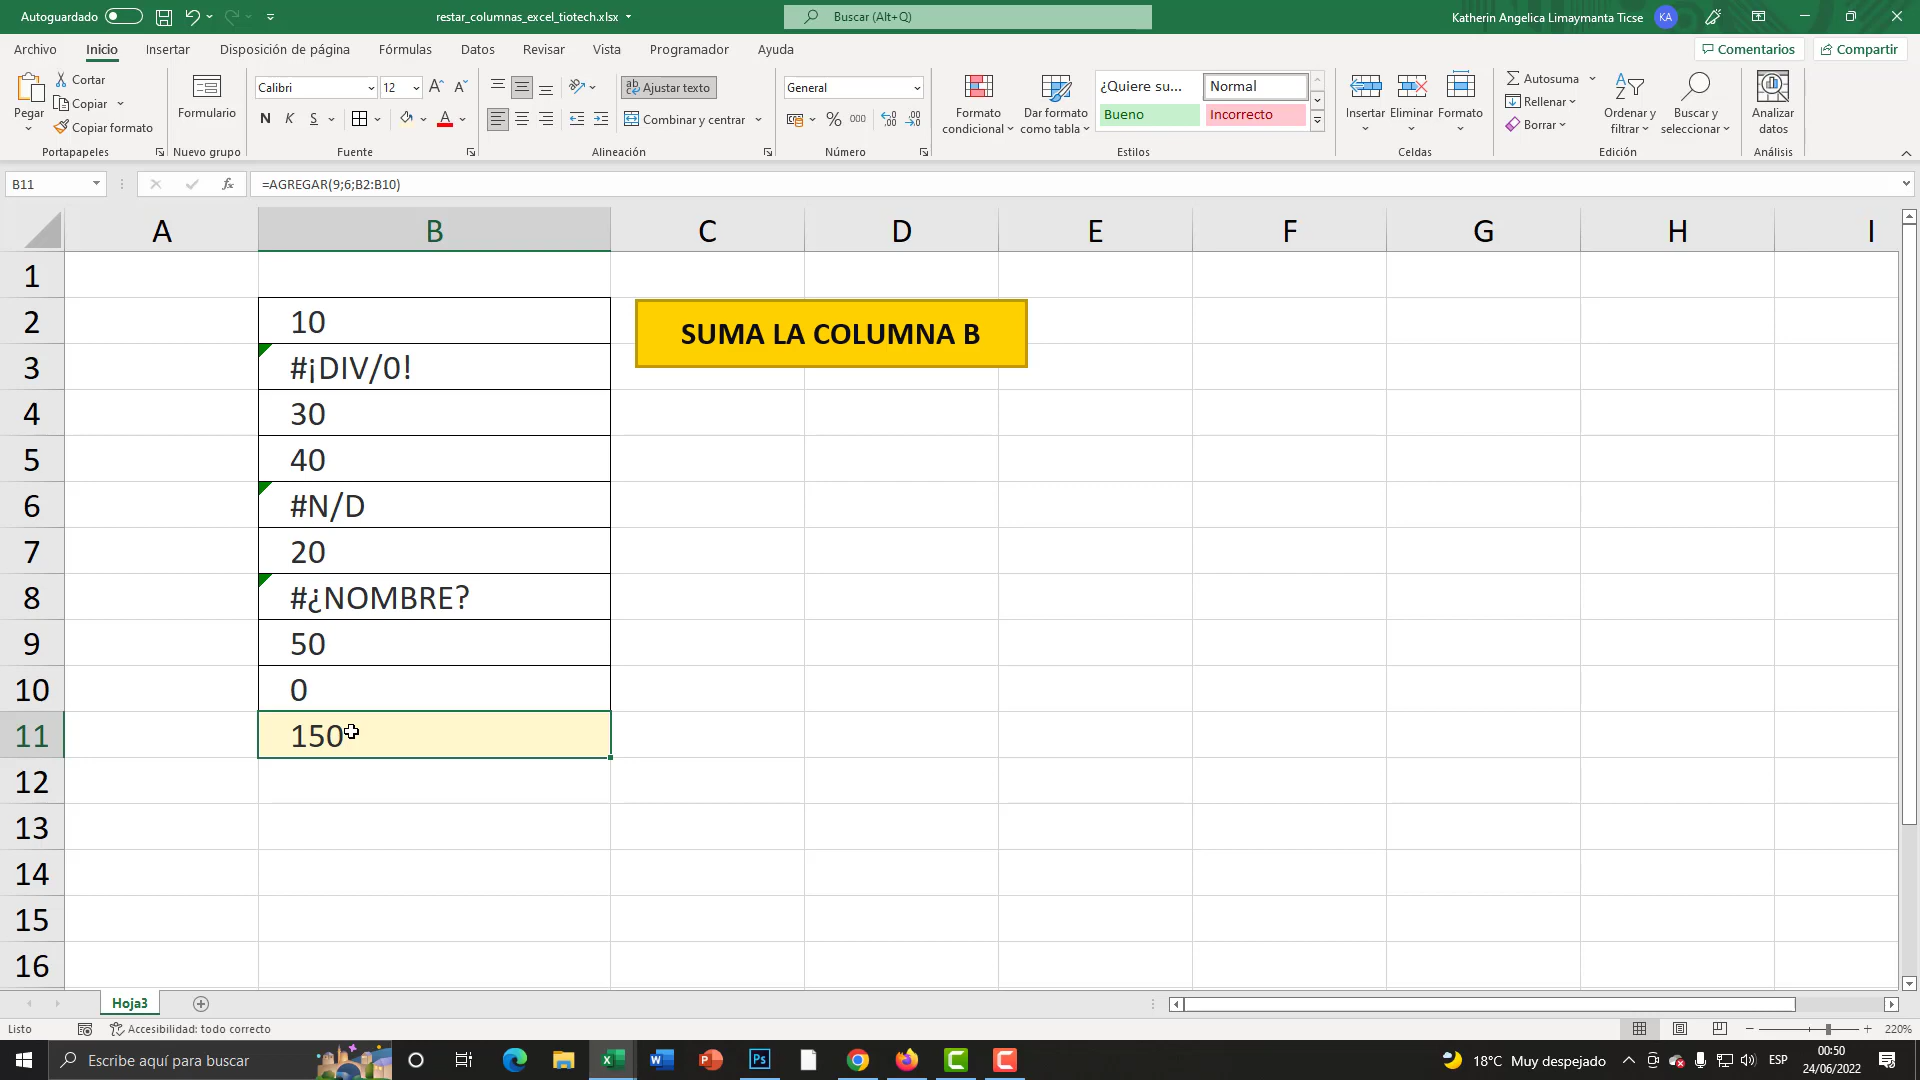 Autoguardado
restar_columnas_excel_tiotech.xlsx
Buscar (Alt+Q)
Katherin Angelica Limaymanta Ticse
KA
Archivo
Inicio
Insertar
Disposición de página
Fórmulas
Datos
Revisar
Vista
Programador
Ayuda
Comentarios
Compartir
Pegar
Cortar
Copiar
Copiar formato
Portapapeles
Formulario
Nuevo grupo
Calibri
12
N K S
Fuente
Ajustar texto
Combinar y centrar
Alineación
General
% 000
Número
Formato condicional
Dar formato como tabla
¿Quiere su...
Normal
Bueno
Incorrecto
Estilos
Insertar
Eliminar
Formato
Celdas
Autosuma
Rellenar
Borrar
Ordenar y filtrar
Buscar y seleccionar
Edición
Analizar datos
Análisis
B11
fx
=AGREGAR(9;6;B2:B10)
A B C D E F G H I
1
2 10
SUMA LA COLUMNA B
3 #¡DIV/0!
4 30
5 40
6 #N/D
7 20
8 #¿NOMBRE?
9 50
10 0
11 150
12
13
14
15
16
Hoja3
Listo
Accesibilidad: todo correcto
220%
Escribe aquí para buscar
18°C Muy despejado
ESP
00:50
24/06/2022